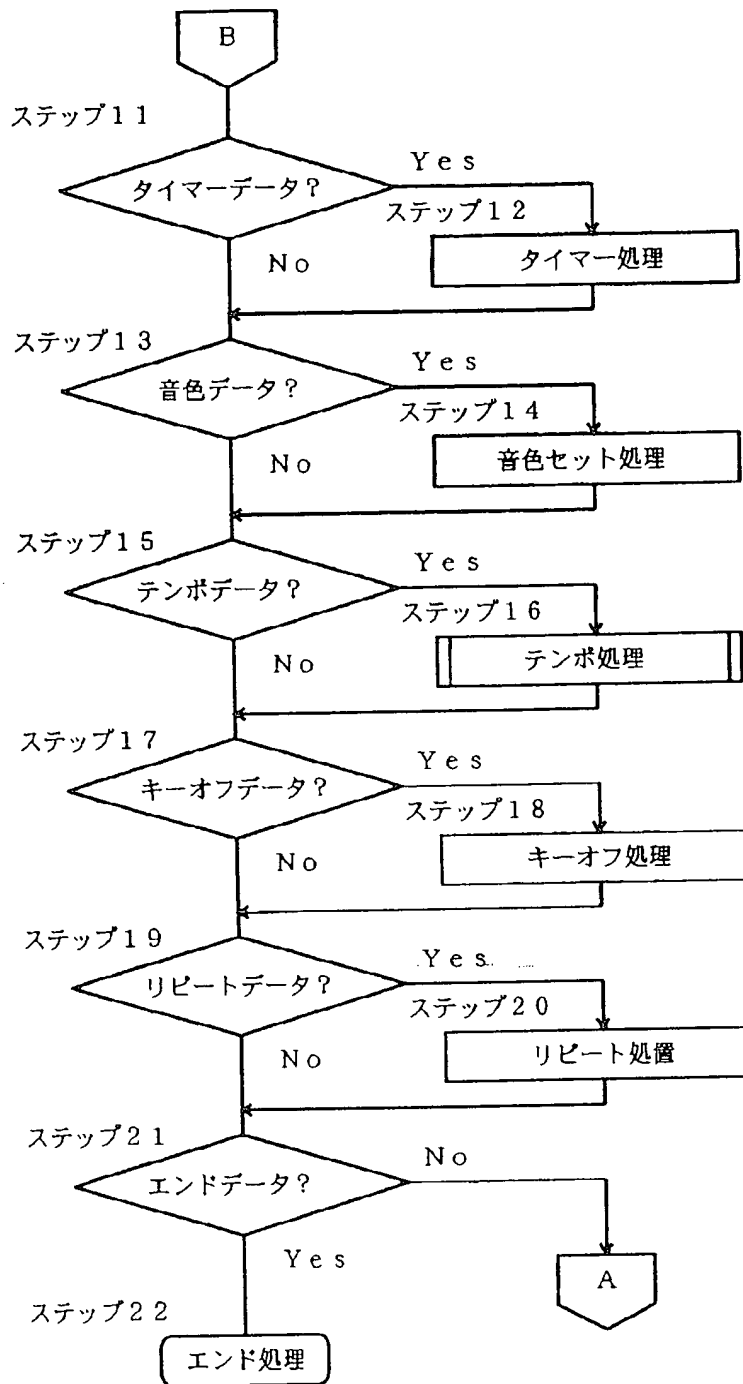 B
ステップ11
Yes
タイマーデータ?
ステップ12
タイマー処理
No
ステップ13
Yes
音色データ?
ステップ14
音色セット処理
No
ステップ15
Yes
テンポデータ?
ステップ16
テンポ処理
No
ステップ17
Yes
キーオフデータ?
ステップ18
キーオフ処理
No
ステップ19
Yes
リピートデータ?
ステップ20
リピート処置
No
ステップ21
No
エンドデータ?
Yes
A
ステップ22
エンド処理